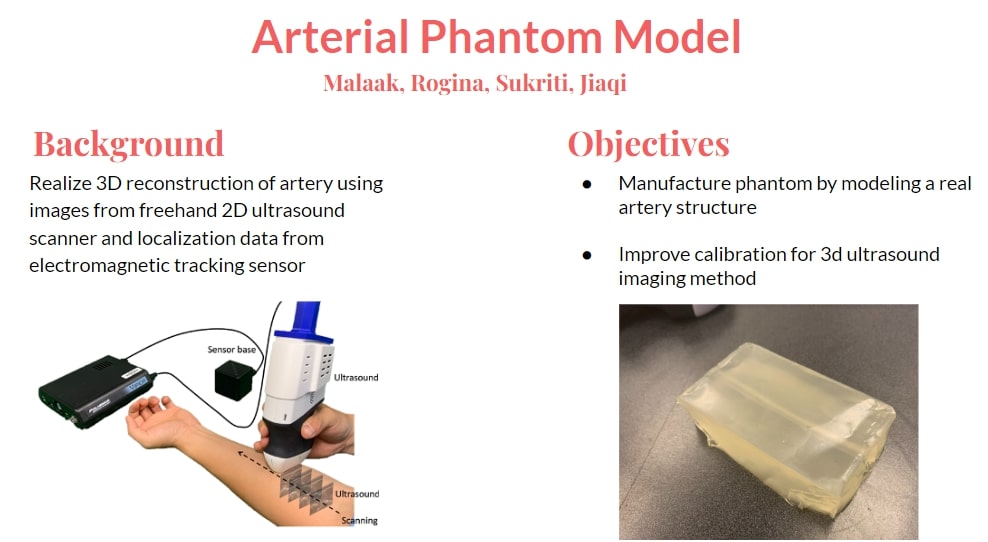 Arterial Phantom Model
Malaak, Rogina, Sukriti, Jiaqi
Background
Realize 3D reconstruction of artery using
images from freehand 2D ultrasound
scanner and localization data from
electromagnetic tracking sensor
Sensor base
Ultrasound
Ultrasound
Scanning
Objectives
● Manufacture phantom by modeling a real
artery structure
● Improve calibration for 3d ultrasound
imaging method